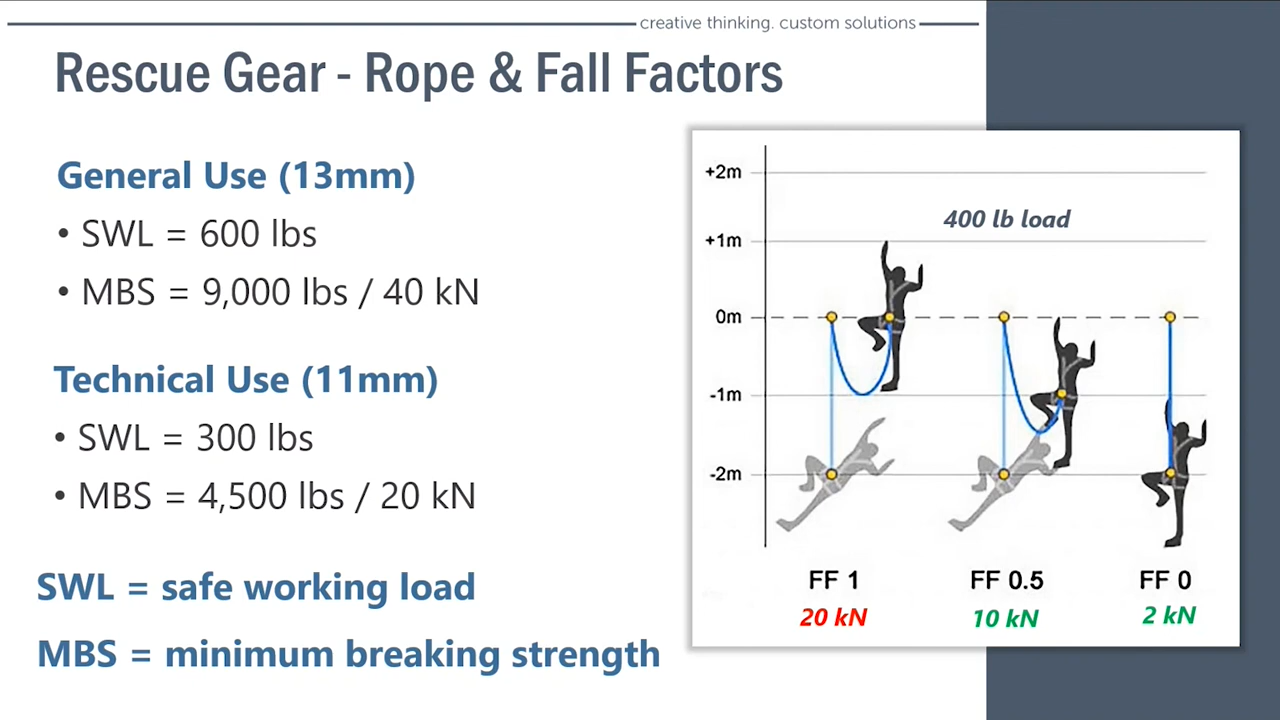 creative thinking. custom solutions
Rescue Gear - Rope & Fall Factors
General Use (13mm)
• SWL = 600 lbs
• MBS = 9,000 lbs / 40 kN
Technical Use (11mm)
• SWL = 300 lbs
• MBS = 4,500 lbs / 20 kN
SWL = safe working load
MBS = minimum breaking strength
+2m
400 lb load
+1m
0m
-1m
-2m
FF 1 FF 0.5 FF 0
20 kN 10 kN 2 kN